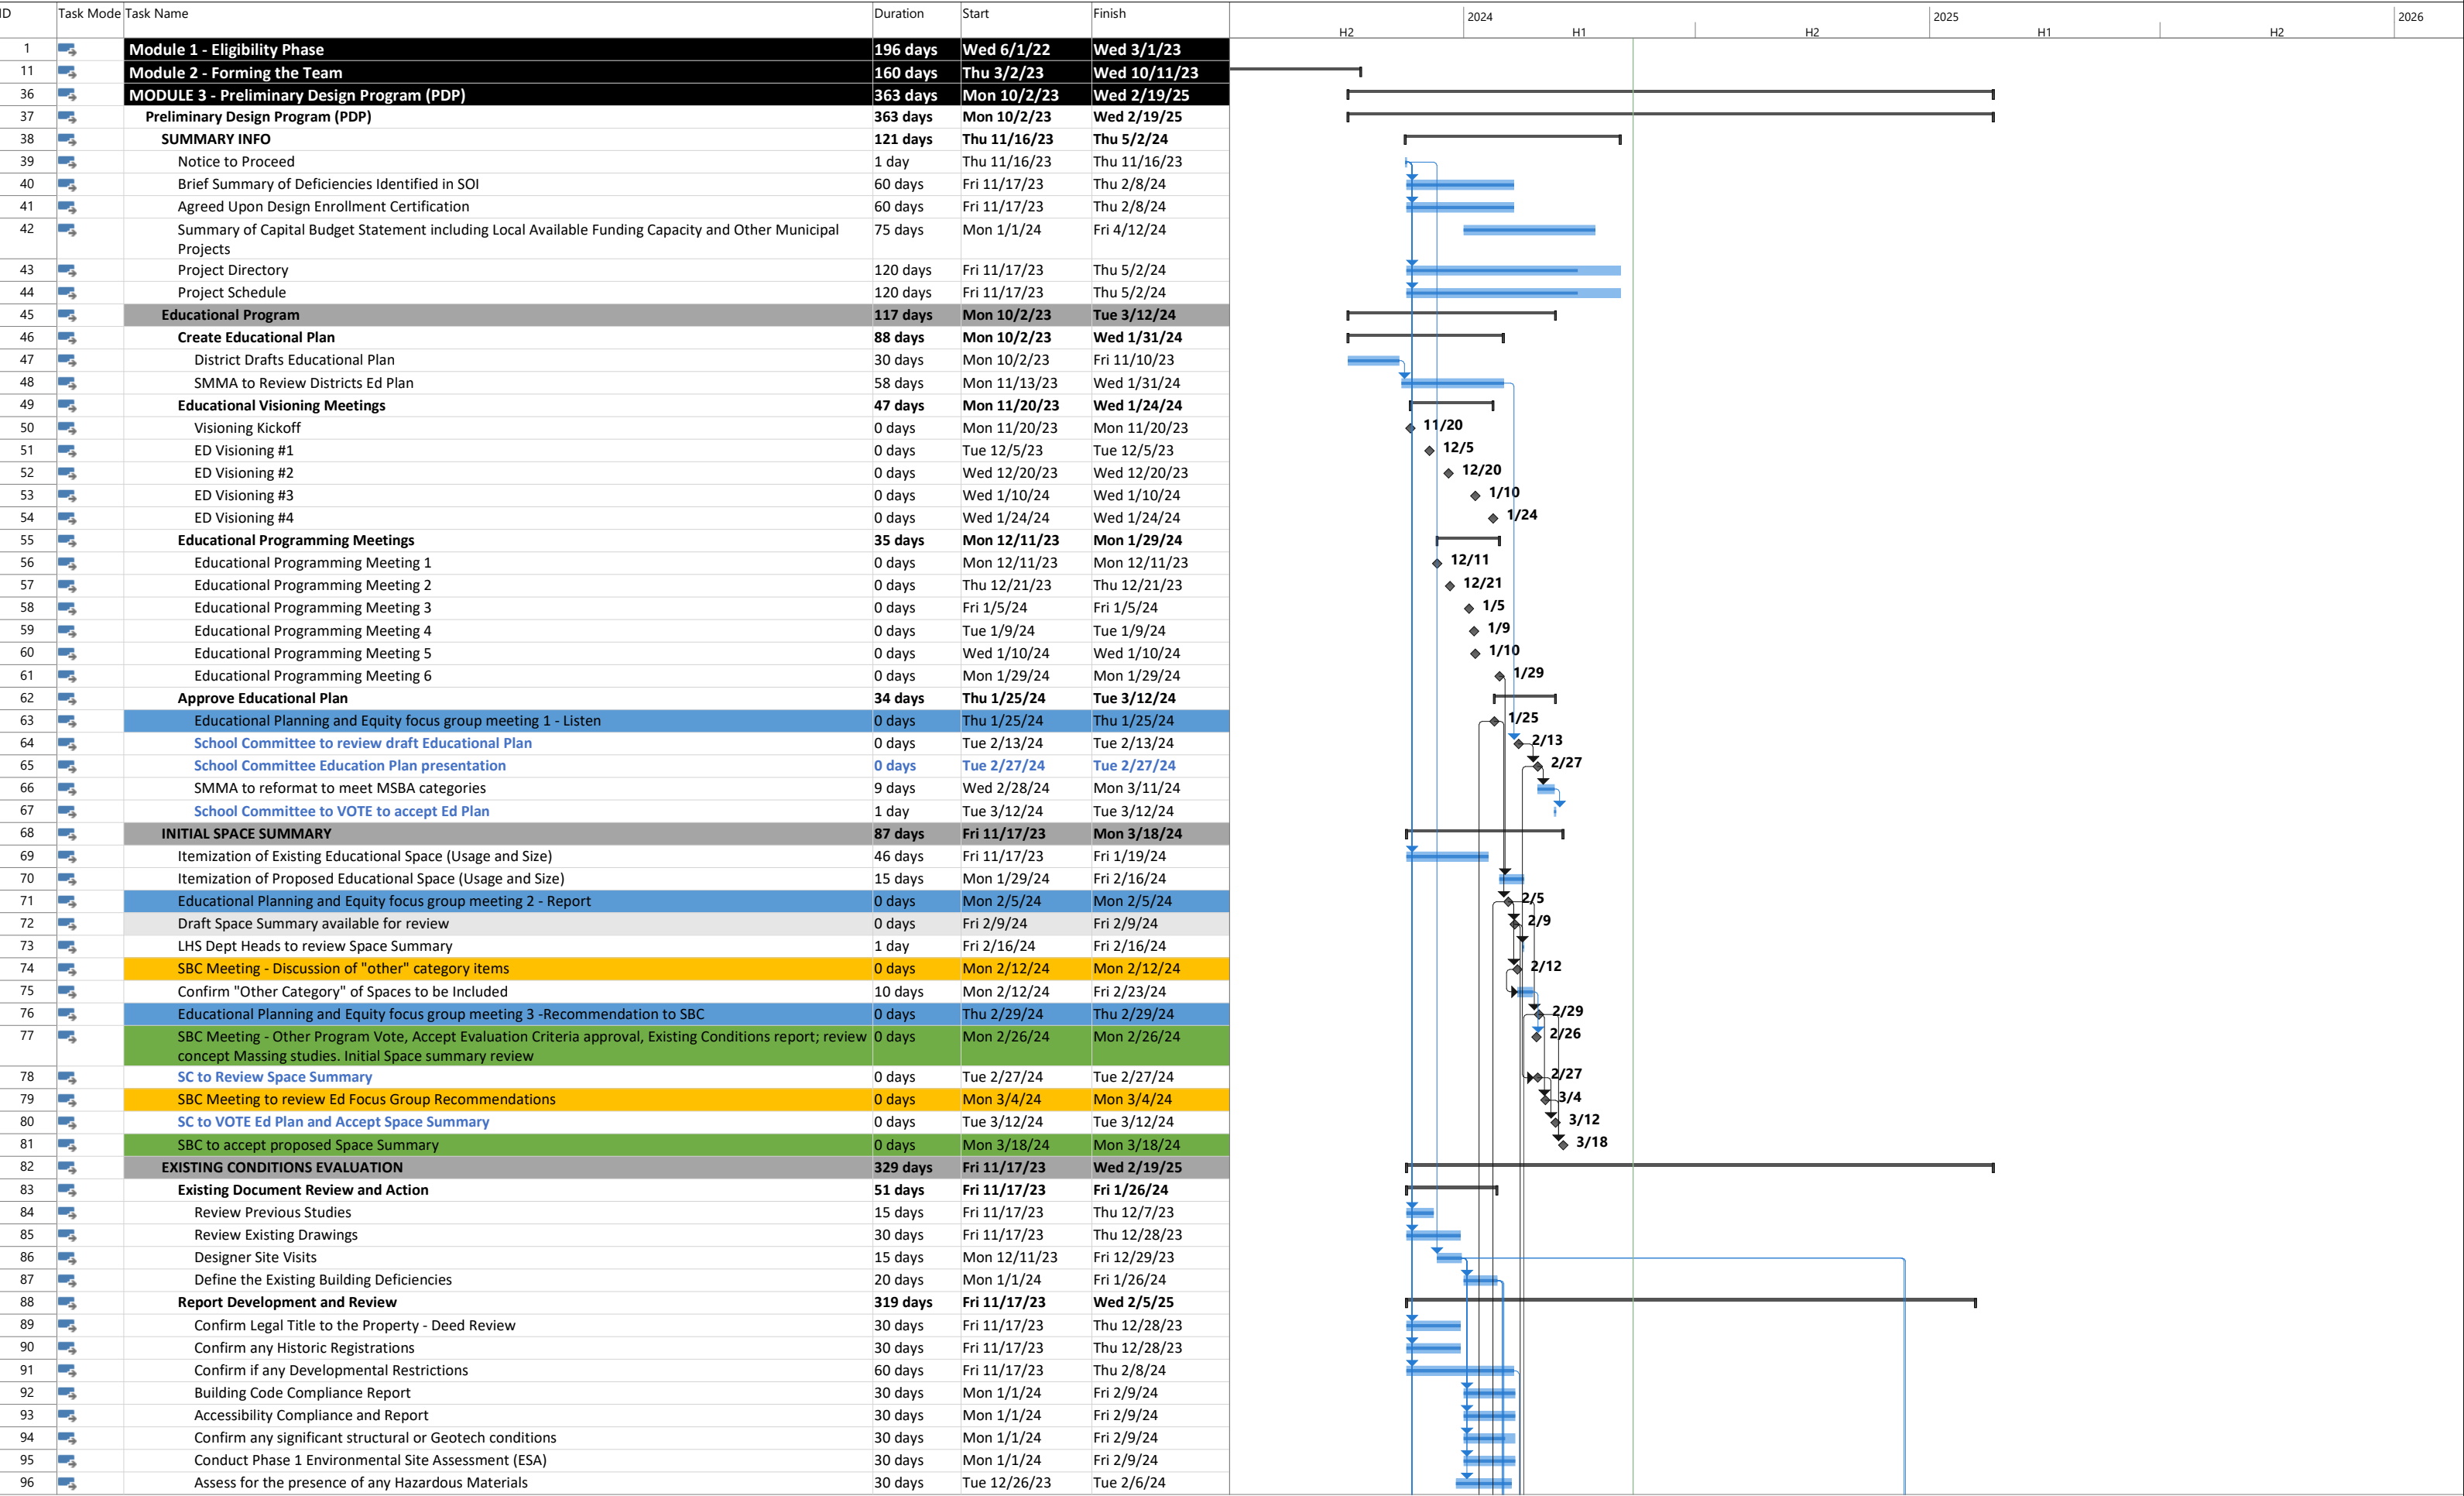 ID Task Mode Task Name Duration Start Finish
2024 2025 2026
H2 H1 H2 H1 H2
1 Module 1 - Eligibility Phase 196 days Wed 6/1/22 Wed 3/1/23
11 Module 2 - Forming the Team 160 days Thu 3/2/23 Wed 10/11/23
36 MODULE 3 - Preliminary Design Program (PDP) 363 days Mon 10/2/23 Wed 2/19/25
37 Preliminary Design Program (PDP) 363 days Mon 10/2/23 Wed 2/19/25
38 SUMMARY INFO 121 days Thu 11/16/23 Thu 5/2/24
39 Notice to Proceed 1 day Thu 11/16/23 Thu 11/16/23
40 Brief Summary of Deficiencies Identified in SOI 60 days Fri 11/17/23 Thu 2/8/24
41 Agreed Upon Design Enrollment Certification 60 days Fri 11/17/23 Thu 2/8/24
42 Summary of Capital Budget Statement including Local Available Funding Capacity and Other Municipal 75 days Mon 1/1/24 Fri 4/12/24
Projects
43 Project Directory 120 days Fri 11/17/23 Thu 5/2/24
44 Project Schedule 120 days Fri 11/17/23 Thu 5/2/24
45 Educational Program 117 days Mon 10/2/23 Tue 3/12/24
46 Create Educational Plan 88 days Mon 10/2/23 Wed 1/31/24
47 District Drafts Educational Plan 30 days Mon 10/2/23 Fri 11/10/23
48 SMMA to Review Districts Ed Plan 58 days Mon 11/13/23 Wed 1/31/24
49 Educational Visioning Meetings 47 days Mon 11/20/23 Wed 1/24/24
50 Visioning Kickoff 0 days Mon 11/20/23 Mon 11/20/23 11/20
51 ED Visioning #1 0 days Tue 12/5/23 Tue 12/5/23 12/5
52 ED Visioning #2 0 days Wed 12/20/23 Wed 12/20/23 12/20
53 ED Visioning #3 0 days Wed 1/10/24 Wed 1/10/24 1/10
54 ED Visioning #4 0 days Wed 1/24/24 Wed 1/24/24 1/24
55 Educational Programming Meetings 35 days Mon 12/11/23 Mon 1/29/24
56 Educational Programming Meeting 1 0 days Mon 12/11/23 Mon 12/11/23 12/11
57 Educational Programming Meeting 2 0 days Thu 12/21/23 Thu 12/21/23 12/21
58 Educational Programming Meeting 3 0 days Fri 1/5/24 Fri 1/5/24 1/5
59 Educational Programming Meeting 4 0 days Tue 1/9/24 Tue 1/9/24 1/9
60 Educational Programming Meeting 5 0 days Wed 1/10/24 Wed 1/10/24 1/10
61 Educational Programming Meeting 6 0 days Mon 1/29/24 Mon 1/29/24 1/29
62 Approve Educational Plan 34 days Thu 1/25/24 Tue 3/12/24
63 Educational Planning and Equity focus group meeting 1 - Listen 0 days Thu 1/25/24 Thu 1/25/24 1/25
64 School Committee to review draft Educational Plan 0 days Tue 2/13/24 Tue 2/13/24 2/13
65 School Committee Education Plan presentation 0 days Tue 2/27/24 Tue 2/27/24 2/27
66 SMMA to reformat to meet MSBA categories 9 days Wed 2/28/24 Mon 3/11/24
67 School Committee to VOTE to accept Ed Plan 1 day Tue 3/12/24 Tue 3/12/24
68 INITIAL SPACE SUMMARY 87 days Fri 11/17/23 Mon 3/18/24
69 Itemization of Existing Educational Space (Usage and Size) 46 days Fri 11/17/23 Fri 1/19/24
70 Itemization of Proposed Educational Space (Usage and Size) 15 days Mon 1/29/24 Fri 2/16/24
71 Educational Planning and Equity focus group meeting 2 - Report 0 days Mon 2/5/24 Mon 2/5/24 2/5
72 Draft Space Summary available for review 0 days Fri 2/9/24 Fri 2/9/24 2/9
73 LHS Dept Heads to review Space Summary 1 day Fri 2/16/24 Fri 2/16/24
74 SBC Meeting - Discussion of "other" category items 0 days Mon 2/12/24 Mon 2/12/24 2/12
75 Confirm "Other Category" of Spaces to be Included 10 days Mon 2/12/24 Fri 2/23/24
76 Educational Planning and Equity focus group meeting 3 -Recommendation to SBC 0 days Thu 2/29/24 Thu 2/29/24 2/29
77 SBC Meeting - Other Program Vote, Accept Evaluation Criteria approval, Existing Conditions report; review 0 days Mon 2/26/24 Mon 2/26/24 2/26
concept Massing studies. Initial Space summary review
78 SC to Review Space Summary 0 days Tue 2/27/24 Tue 2/27/24 2/27
79 SBC Meeting to review Ed Focus Group Recommendations 0 days Mon 3/4/24 Mon 3/4/24 3/4
80 SC to VOTE Ed Plan and Accept Space Summary 0 days Tue 3/12/24 Tue 3/12/24 3/12
81 SBC to accept proposed Space Summary 0 days Mon 3/18/24 Mon 3/18/24 3/18
82 EXISTING CONDITIONS EVALUATION 329 days Fri 11/17/23 Wed 2/19/25
83 Existing Document Review and Action 51 days Fri 11/17/23 Fri 1/26/24
84 Review Previous Studies 15 days Fri 11/17/23 Thu 12/7/23
85 Review Existing Drawings 30 days Fri 11/17/23 Thu 12/28/23
86 Designer Site Visits 15 days Mon 12/11/23 Fri 12/29/23
87 Define the Existing Building Deficiencies 20 days Mon 1/1/24 Fri 1/26/24
88 Report Development and Review 319 days Fri 11/17/23 Wed 2/5/25
89 Confirm Legal Title to the Property - Deed Review 30 days Fri 11/17/23 Thu 12/28/23
90 Confirm any Historic Registrations 30 days Fri 11/17/23 Thu 12/28/23
91 Confirm if any Developmental Restrictions 60 days Fri 11/17/23 Thu 2/8/24
92 Building Code Compliance Report 30 days Mon 1/1/24 Fri 2/9/24
93 Accessibility Compliance and Report 30 days Mon 1/1/24 Fri 2/9/24
94 Confirm any significant structural or Geotech conditions 30 days Mon 1/1/24 Fri 2/9/24
95 Conduct Phase 1 Environmental Site Assessment (ESA) 30 days Mon 1/1/24 Fri 2/9/24
96 Assess for the presence of any Hazardous Materials 30 days Tue 12/26/23 Tue 2/6/24